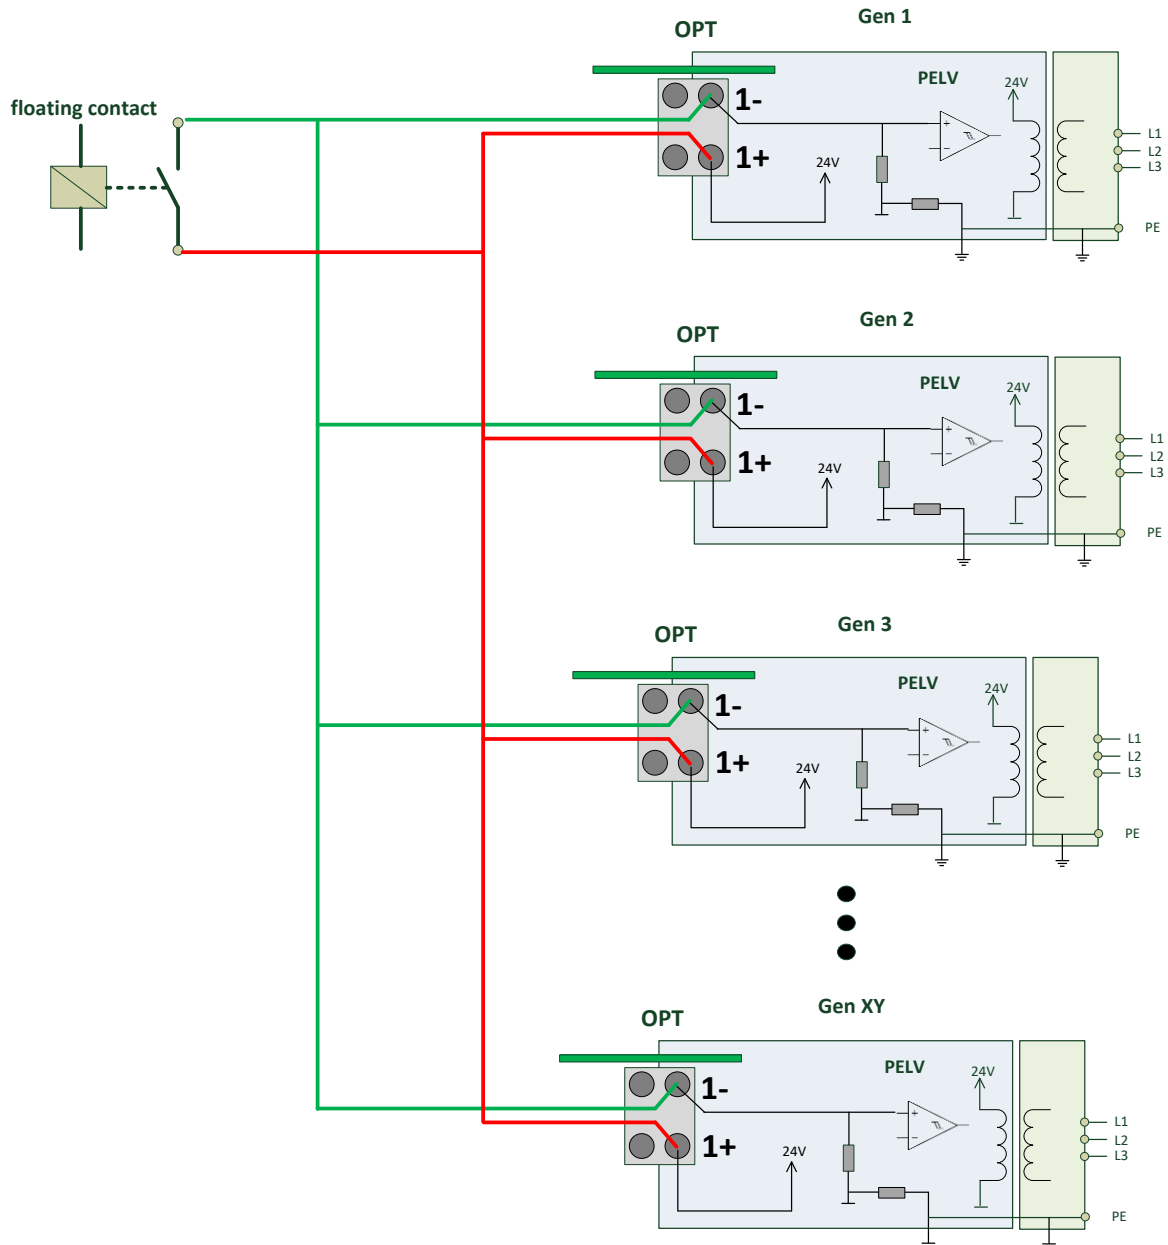 Gen 1
OPT
floating contact
PELV
24V
1-
+
-
L1
L2
L3
1+
24V
PE
Gen 2
OPT
PELV
24V
1-
+
-
L1
L2
L3
1+
24V
PE
Gen 3
OPT
PELV
24V
1-
+
-
L1
L2
L3
1+
24V
PE
Gen XY
OPT
PELV
24V
1-
+
-
L1
L2
L3
1+
24V
PE